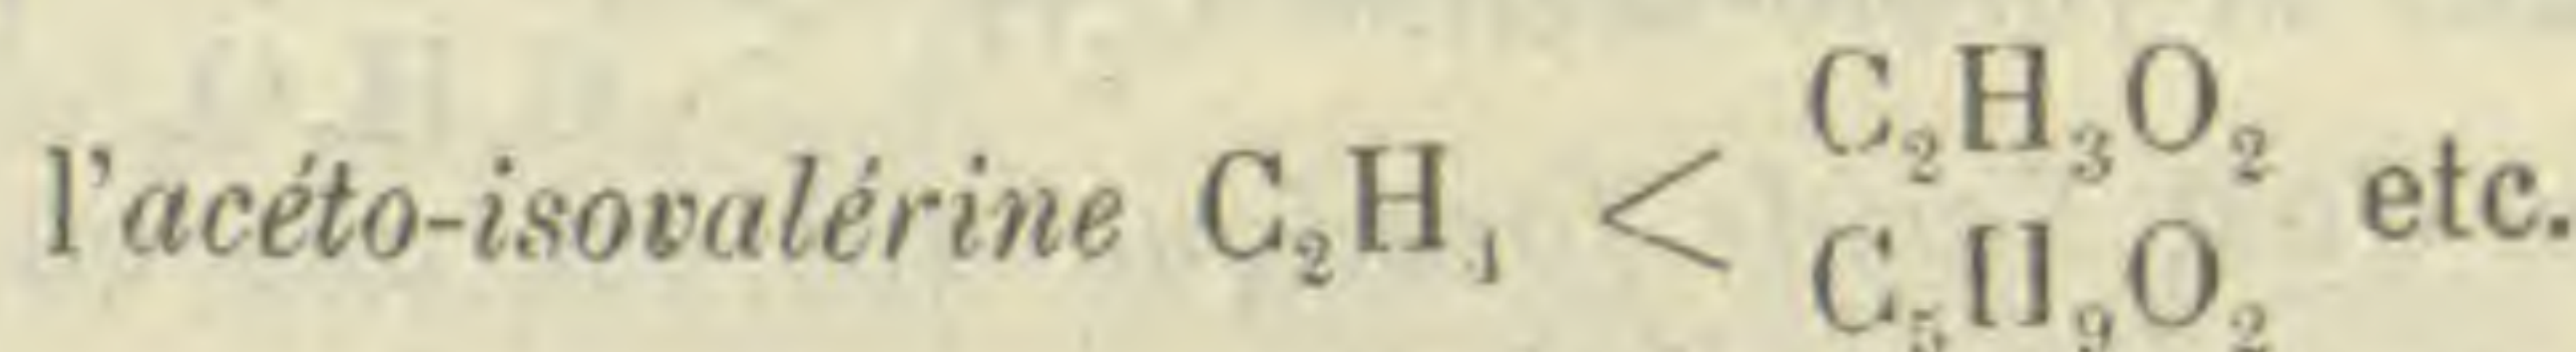 C₂H₃O₂
l'acéto-isovalérine C₂H₄ < etc.
C₅H₉O₂